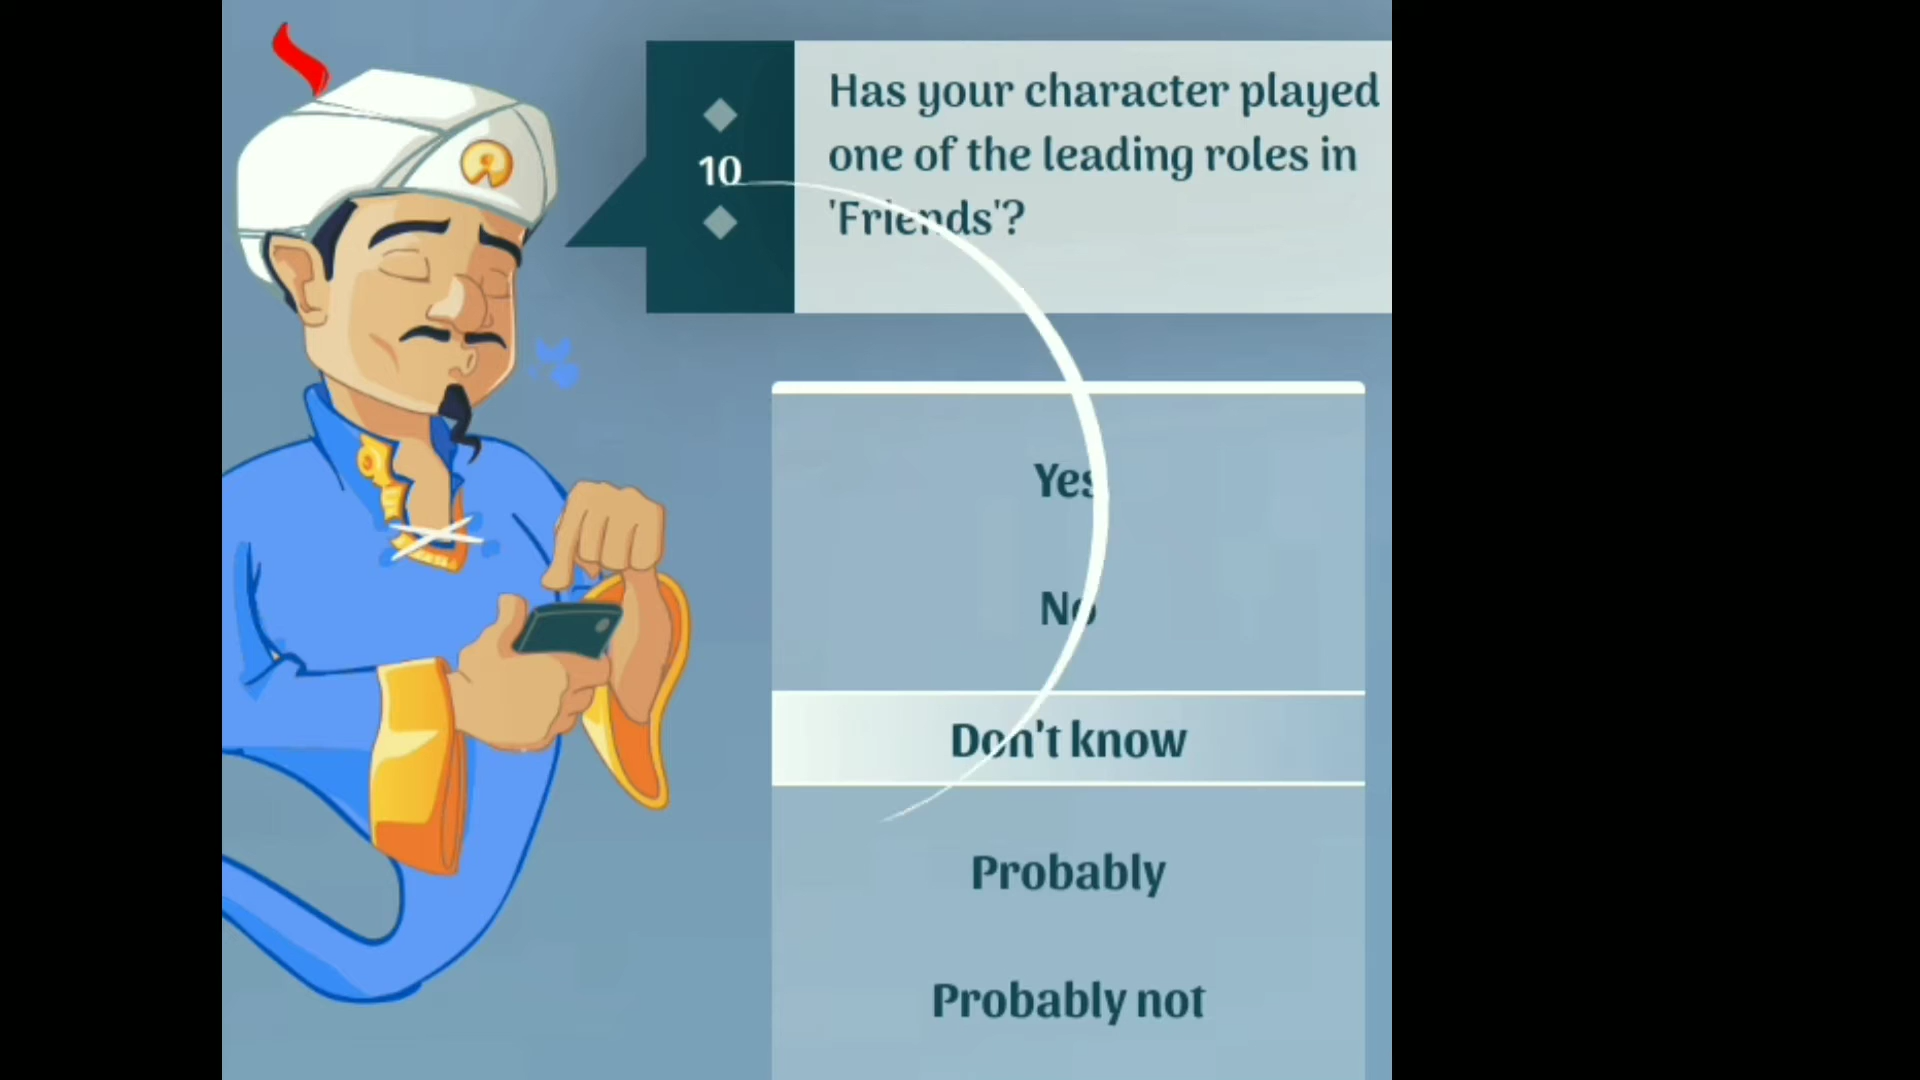 10
Has your character played
one of the leading roles in
'Friends'?
Yes
No
Don't know
Probably
Probably not